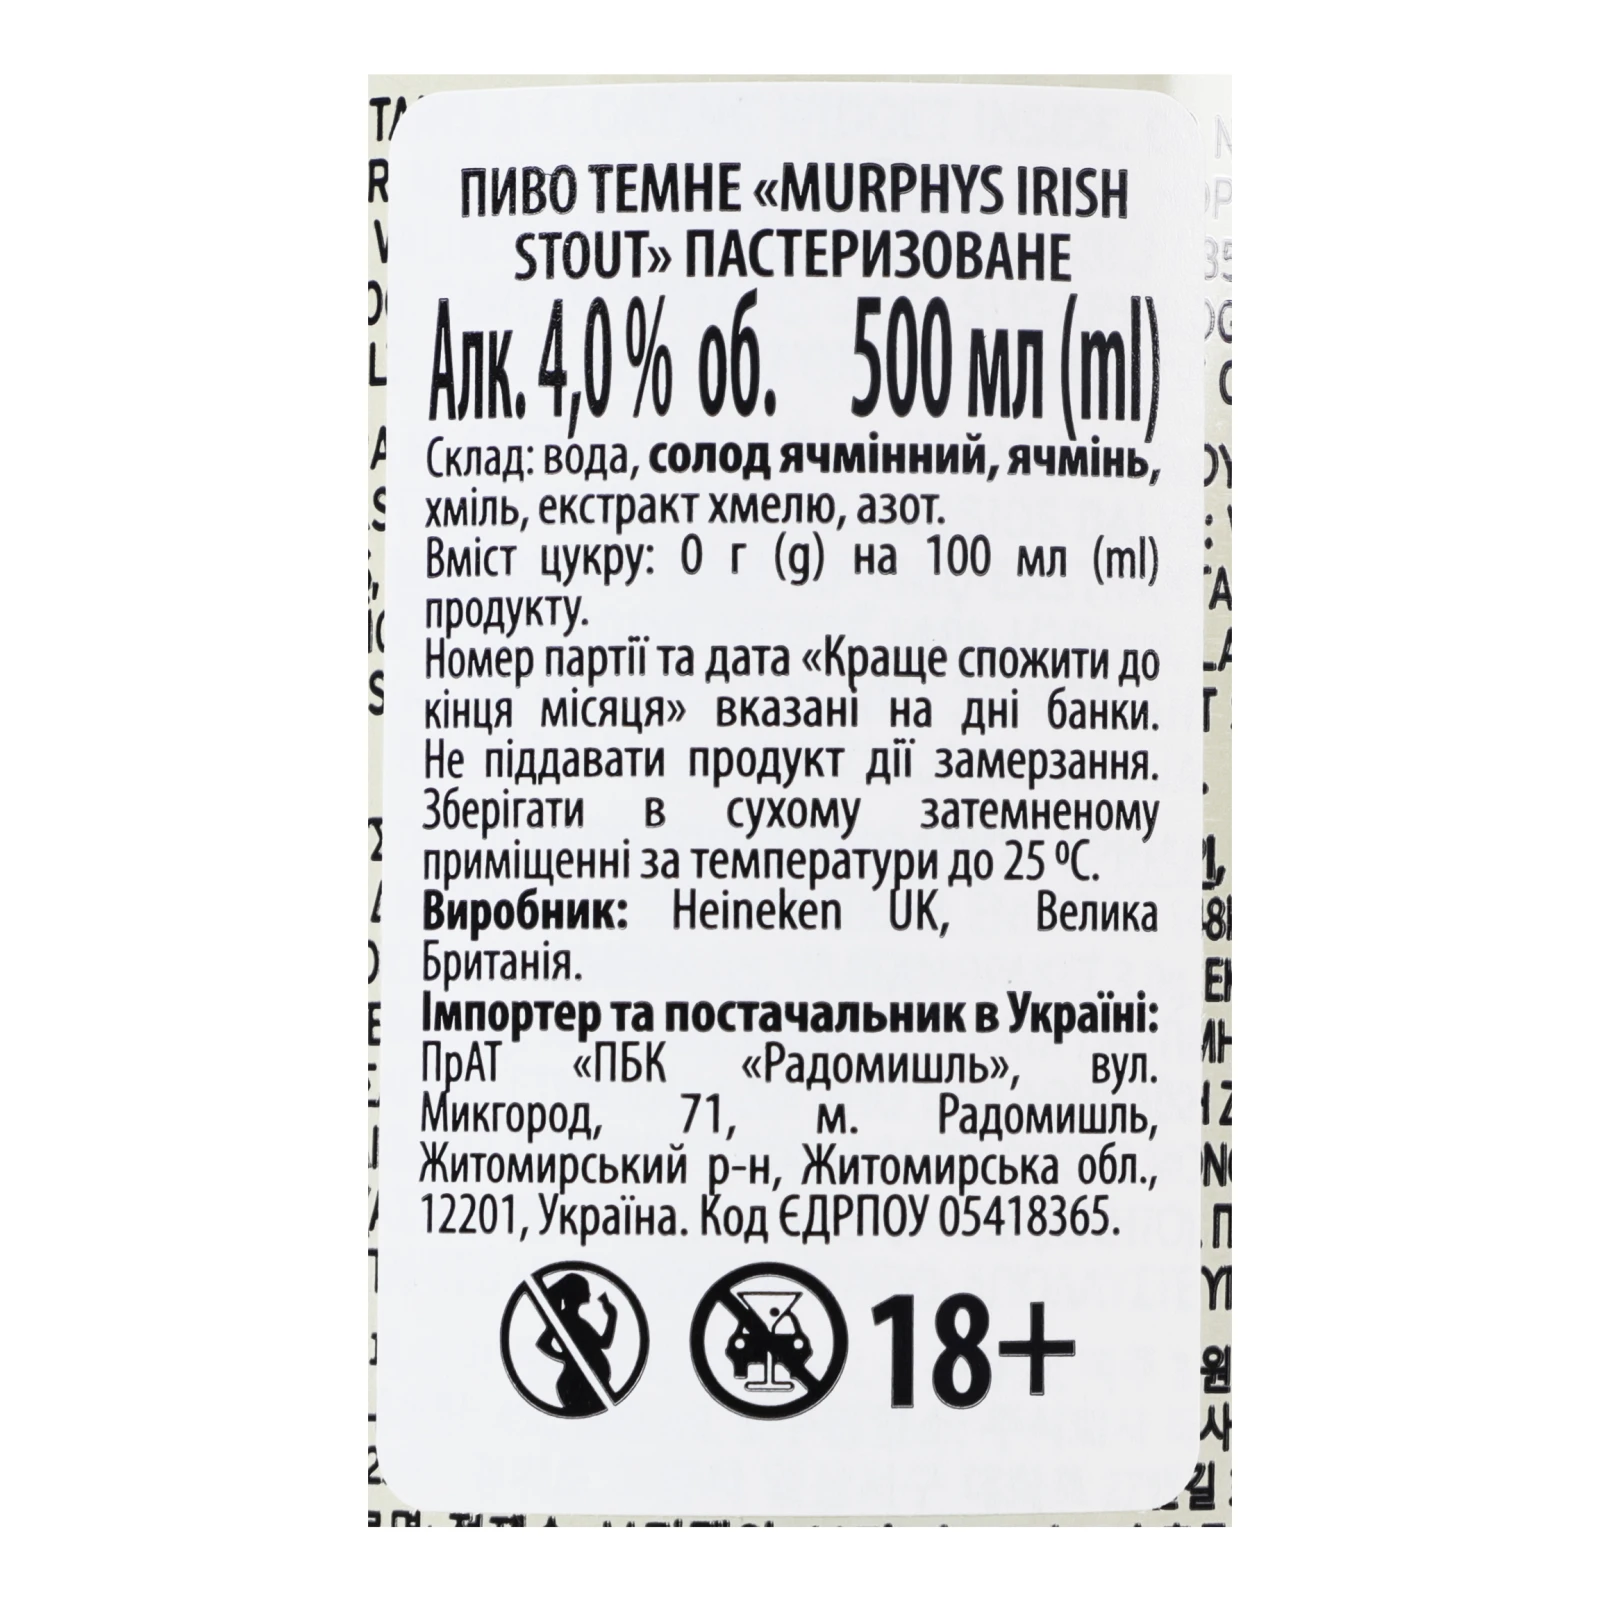 ПИВО ТЕМНЕ «MURPHYS IRISH
STOUT» ПАСТЕРИЗОВАНЕ
Алк. 4,0% об. 500 мл (ml)
Склад: вода, солод ячмінний, ячмінь,
хміль, екстракт хмелю, азот.
Вміст цукру: 0 г (g) на 100 мл (ml)
продукту.
Номер партії та дата «Краще спожити до
кінця місяця» вказані на дні банки.
Не піддавати продукт дії замерзання.
Зберігати в сухому затемненому
приміщенні за температури до 25 ºС.
Виробник: Heineken UK, Велика
Британія.
Імпортер та постачальник в Україні:
ПрАТ «ПБК «Радомишль», вул.
Микгород, 71, м. Радомишль,
Житомирський р-н, Житомирська обл.,
12201, Україна. Код ЄДРПОУ 05418365.
18+